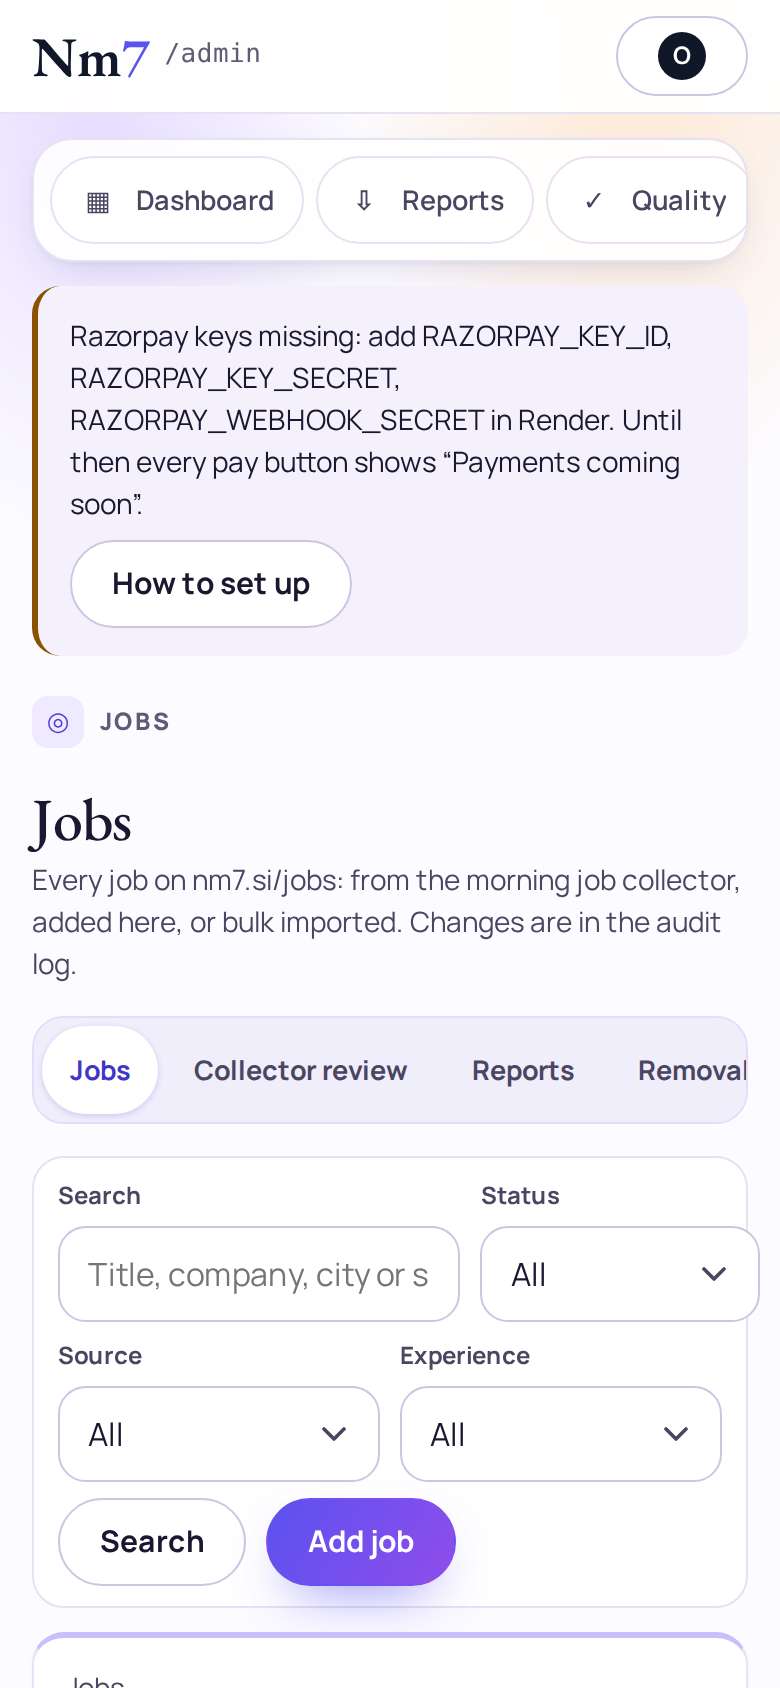 Nm7 /admin
O
Dashboard
Reports
Quality
Razorpay keys missing: add RAZORPAY_KEY_ID,
RAZORPAY_KEY_SECRET,
RAZORPAY_WEBHOOK_SECRET in Render. Until
then every pay button shows “Payments coming
soon”.
How to set up
JOBS
Jobs
Every job on nm7.si/jobs: from the morning job collector,
added here, or bulk imported. Changes are in the audit
log.
Jobs
Collector review
Reports
Removal
Search
Status
Title, company, city or s
All
Source
Experience
All
All
Search
Add job
Jobs